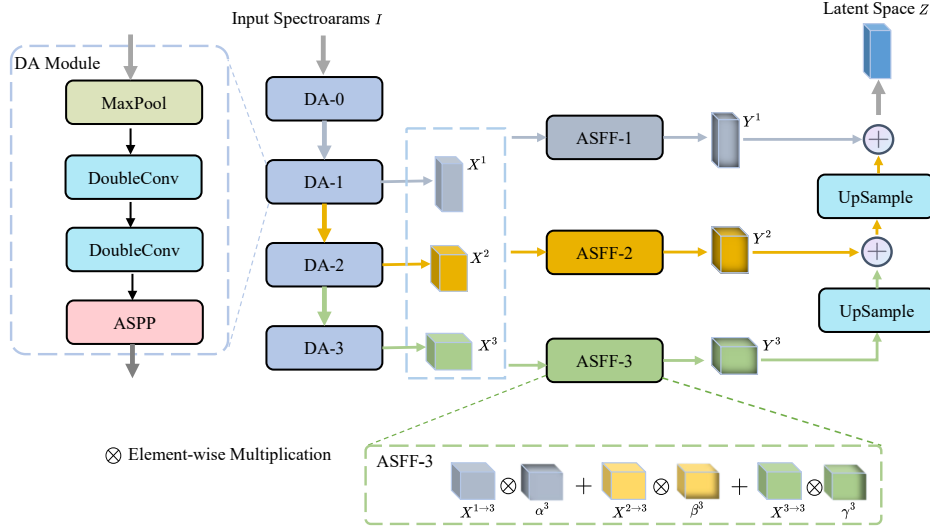 Input Spectroarams I
Latent Space Z
DA Module
MaxPool
DoubleConv
DoubleConv
ASPP
DA-0
DA-1
DA-2
DA-3
X¹
X²
X³
ASFF-1
ASFF-2
ASFF-3
Y¹
Y²
Y³
+
UpSample
+
UpSample
⊗ Element-wise Multiplication
ASFF-3
⊗ + ⊗ + ⊗
X¹→³ α³ X²→³ β³ X³→³ γ³